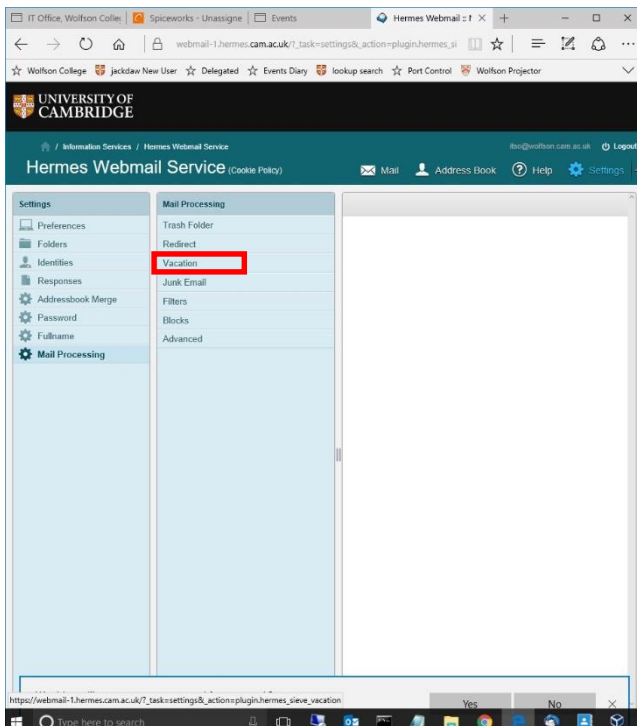 IT Office, Wolfson Colleg
Spiceworks - Unassigne
Events
Hermes Webmail :: M
webmail-1.hermes.cam.ac.uk/?_task=settings&_action=plugin.hermes_si
Wolfson College
jackdaw New User
Delegated
Events Diary
lookup search
Port Control
Wolfson Projector
UNIVERSITY OF
CAMBRIDGE
/ Information Services / Hermes Webmail Service
itso@wolfson.cam.ac.uk
Logout
Hermes Webmail Service (Cookie Policy)
Mail
Address Book
Help
Settings
Settings
Preferences
Folders
Identities
Responses
Addressbook Merge
Password
Fullname
Mail Processing
Mail Processing
Trash Folder
Redirect
Vacation
Junk Email
Filters
Blocks
Advanced
https://webmail-1.hermes.cam.ac.uk/?_task=settings&_action=plugin.hermes_sieve_vacation
Yes
No
Type here to search